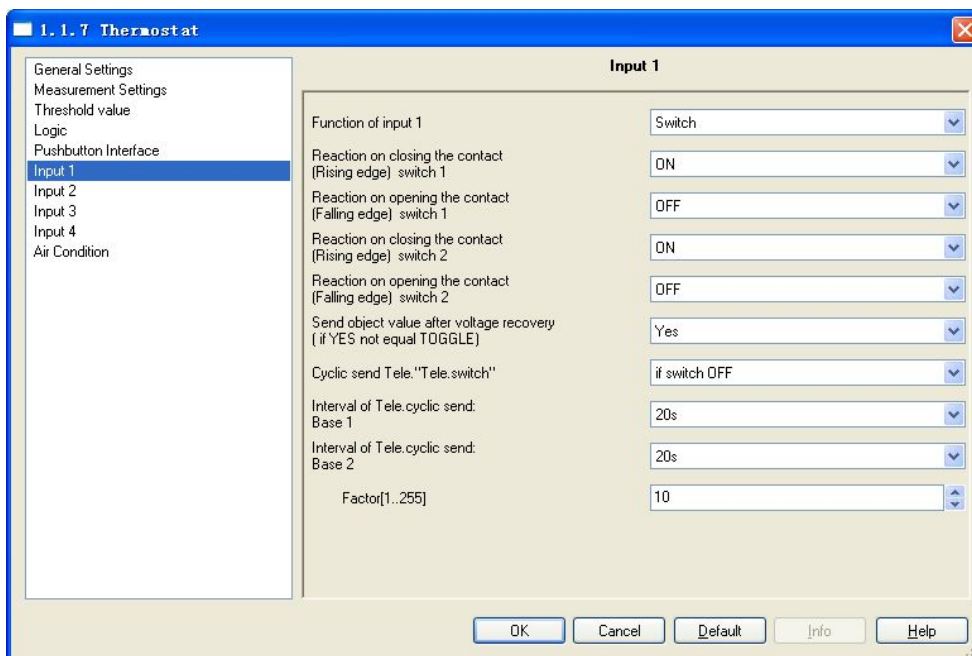 1.1.7 Thermostat
General Settings
Measurement Settings
Threshold value
Logic
Pushbutton Interface
Input 1
Input 2
Input 3
Input 4
Air Condition
Input 1
Function of input 1
Switch
Reaction on closing the contact
(Rising edge) switch 1
ON
Reaction on opening the contact
(Falling edge) switch 1
OFF
Reaction on closing the contact
(Rising edge) switch 2
ON
Reaction on opening the contact
(Falling edge) switch 2
OFF
Send object value after voltage recovery
( if YES not equal TOGGLE)
Yes
Cyclic send Tele."Tele.switch"
if switch OFF
Interval of Tele.cyclic send:
Base 1
20s
Interval of Tele.cyclic send:
Base 2
20s
Factor[1..255]
10
OK
Cancel
Default
Info
Help